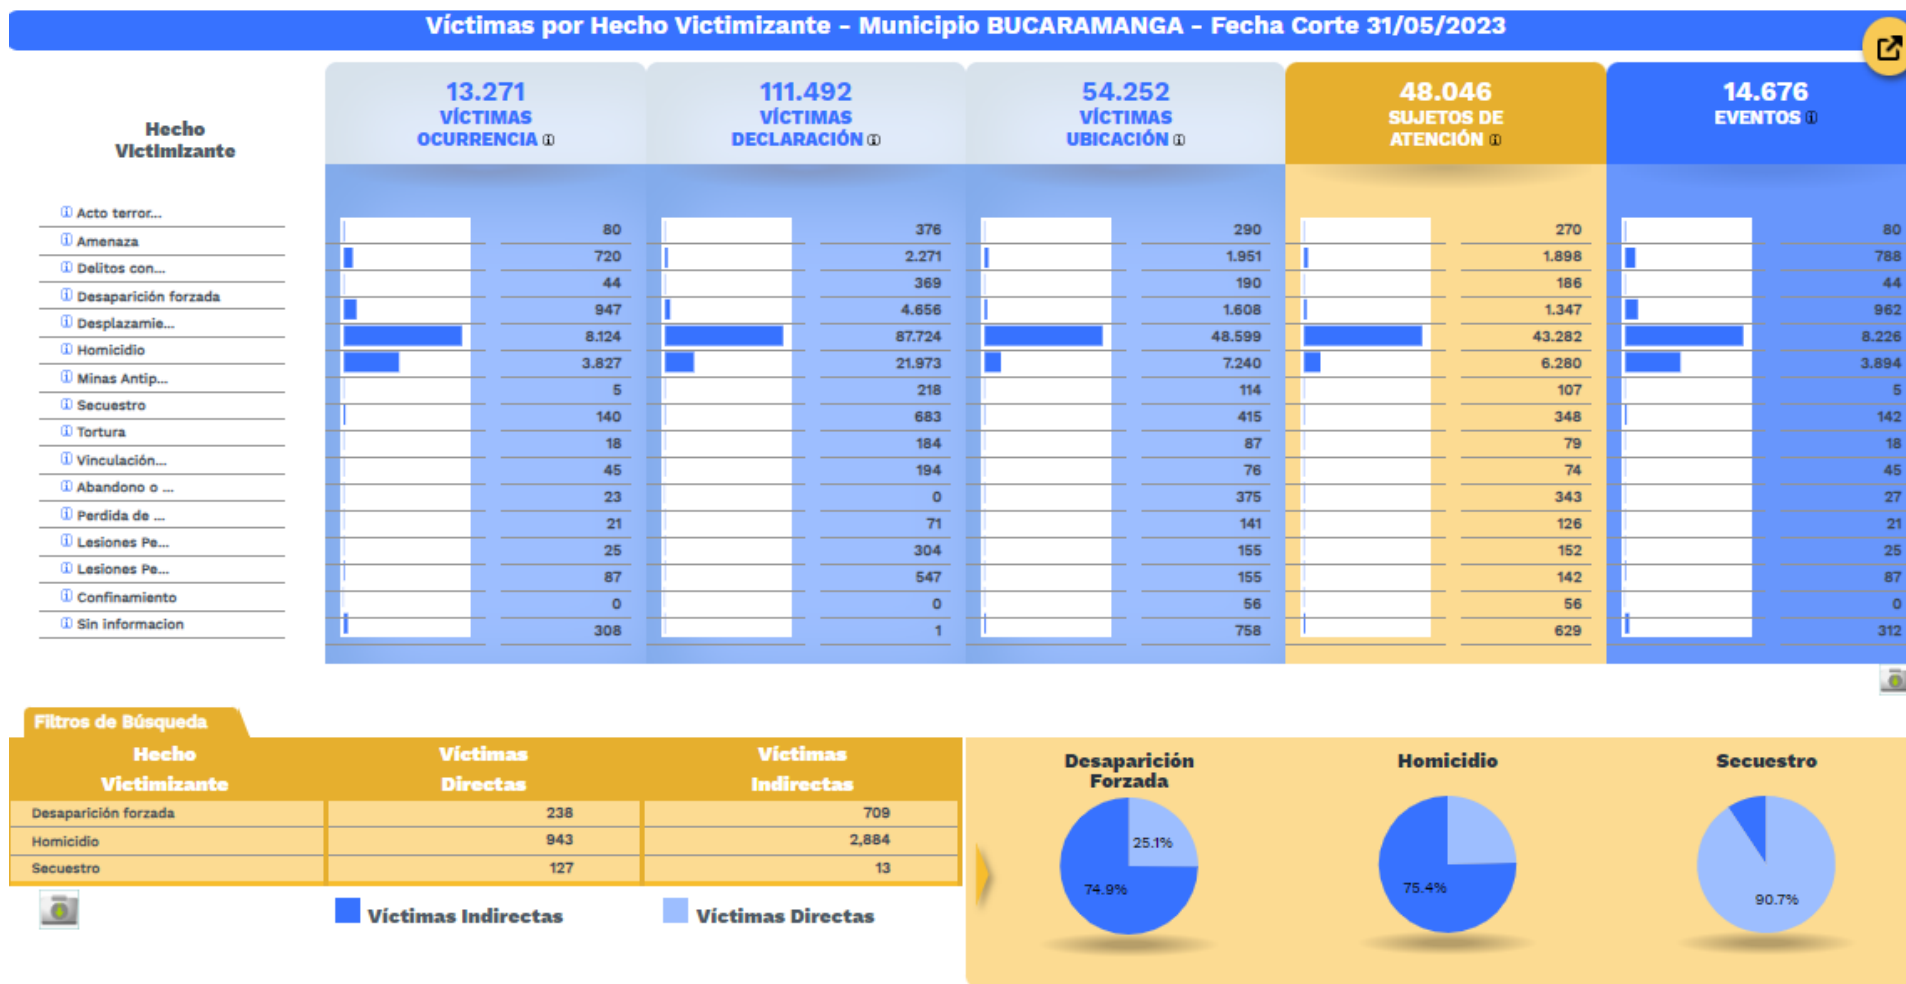 Víctimas por Hecho Victimizante - Municipio BUCARAMANGA - Fecha Corte 31/05/2023
Hecho
Victimizante
13.271
VÍCTIMAS
OCURRENCIA
111.492
VÍCTIMAS
DECLARACIÓN
54.252
VÍCTIMAS
UBICACIÓN
48.046
SUJETOS DE
ATENCIÓN
14.676
EVENTOS
Acto terror... 80 376 290 270 80
Amenaza 720 2.271 1.951 1.898 788
Delitos con... 44 369 190 186 44
Desaparición forzada 947 4.656 1.608 1.347 962
Desplazamie... 8.124 87.724 48.599 43.282 8.226
Homicidio 3.827 21.973 7.240 6.280 3.894
Minas Antip... 5 218 114 107 5
Secuestro 140 683 415 348 142
Tortura 18 184 87 79 18
Vinculación... 45 194 76 74 45
Abandono o ... 23 0 375 343 27
Perdida de ... 21 71 141 126 21
Lesiones Pe... 25 304 155 152 25
Lesiones Pe... 87 547 155 142 87
Confinamiento 0 0 56 56 0
Sin informacion 308 1 758 629 312
Filtros de Búsqueda
Hecho
Victimizante
Víctimas
Directas
Víctimas
Indirectas
Desaparición forzada 238 709
Homicidio 943 2,884
Secuestro 127 13
Víctimas Indirectas
Víctimas Directas
Desaparición
Forzada
25.1%
74.9%
Homicidio
75.4%
Secuestro
90.7%